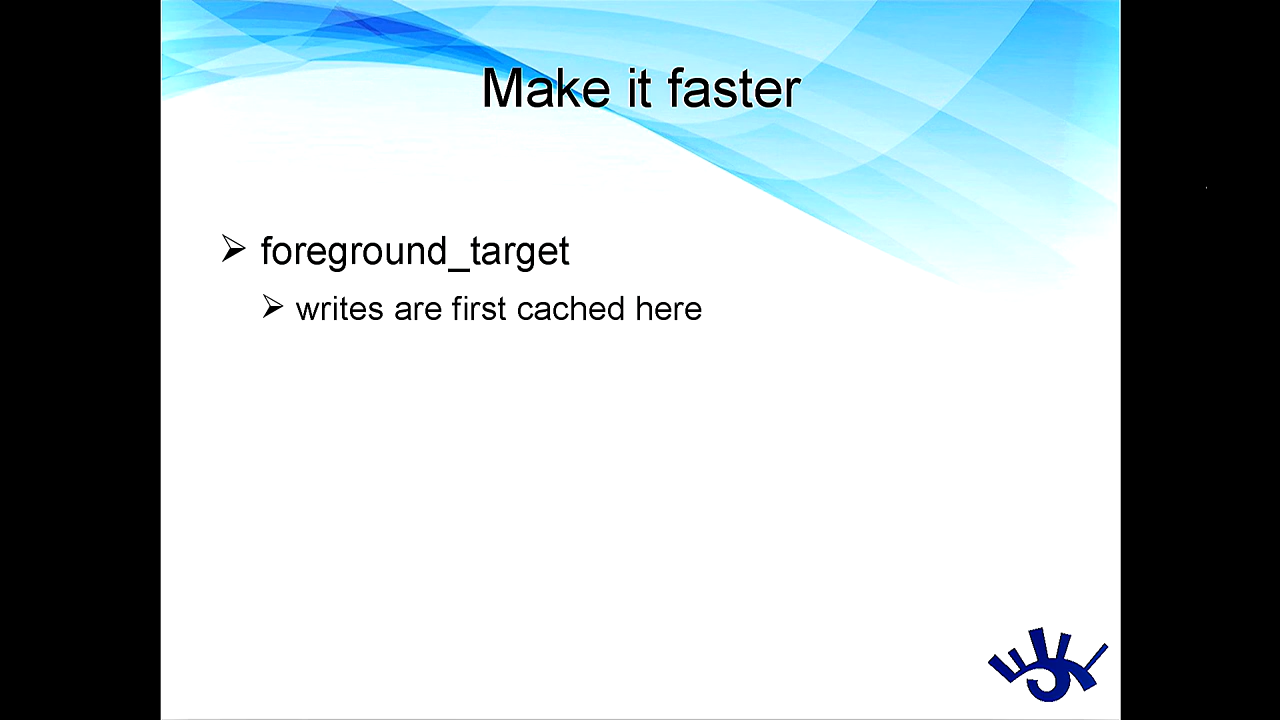 Make it faster
foreground_target
writes are first cached here